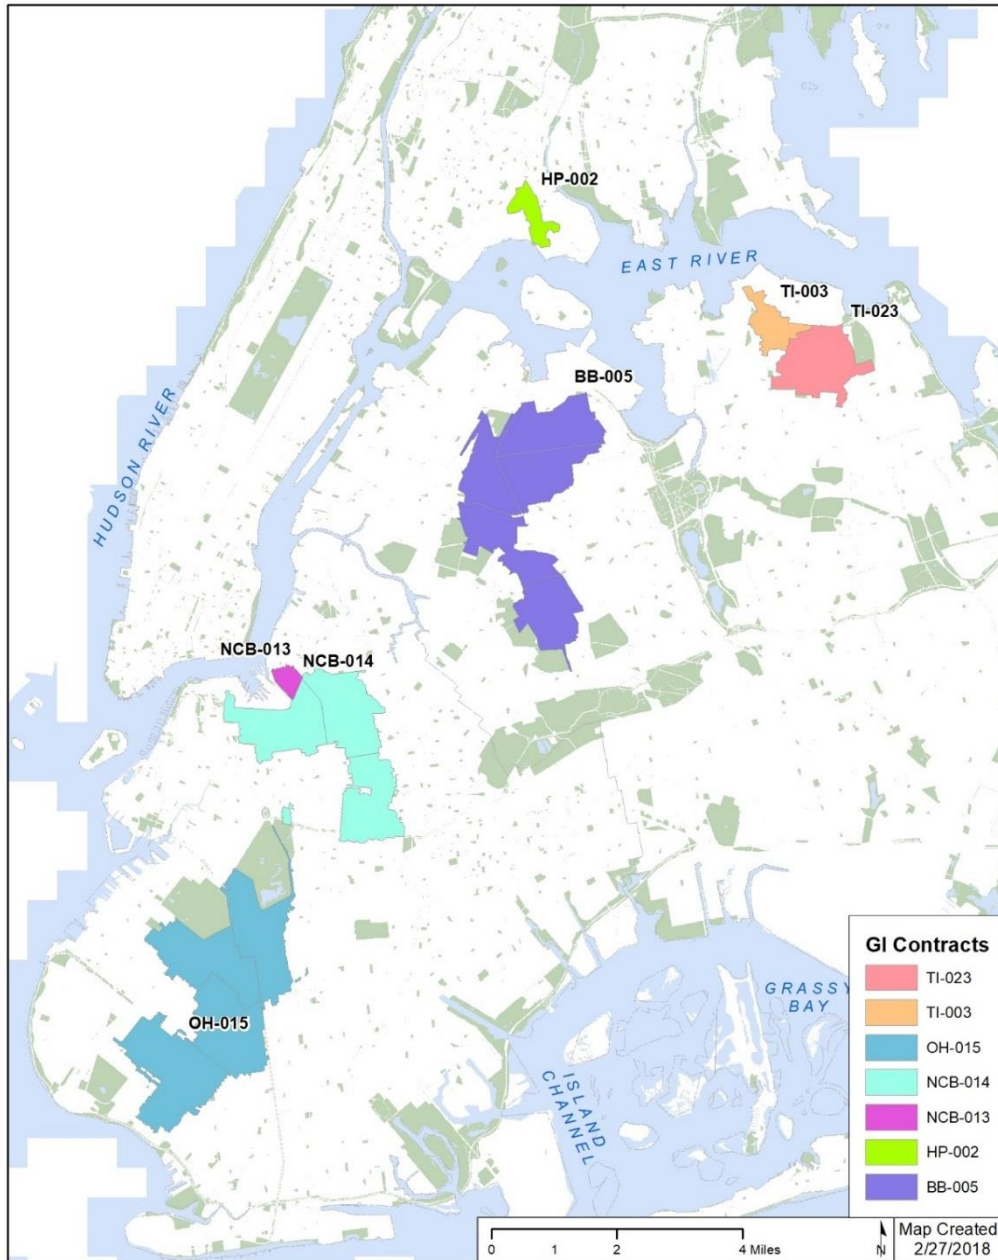 HP-002
EAST RIVER
TI-003
TI-023
BB-005
HUDSON RIVER
NCB-013
NCB-014
OH-015
GRASSY
BAY
ISLAND
CHANNEL
GI Contracts
TI-023
TI-003
OH-015
NCB-014
NCB-013
HP-002
BB-005
0 1 2 4 Miles
N
Map Created
2/27/2018